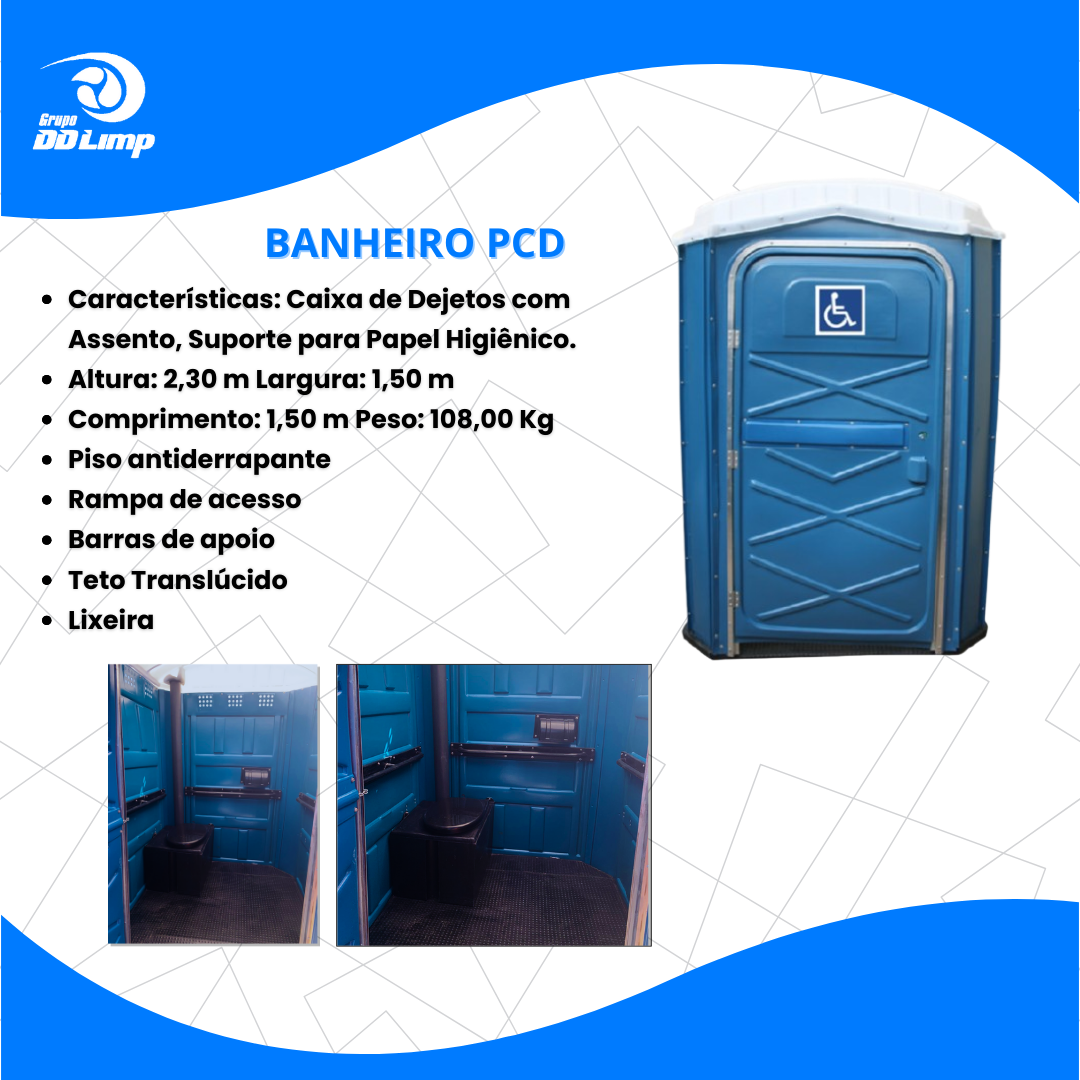 Grupo
DD Limp
BANHEIRO PCD
Características: Caixa de Dejetos com
Assento, Suporte para Papel Higiênico.
Altura: 2,30 m Largura: 1,50 m
Comprimento: 1,50 m Peso: 108,00 Kg
Piso antiderrapante
Rampa de acesso
Barras de apoio
Teto Translúcido
Lixeira